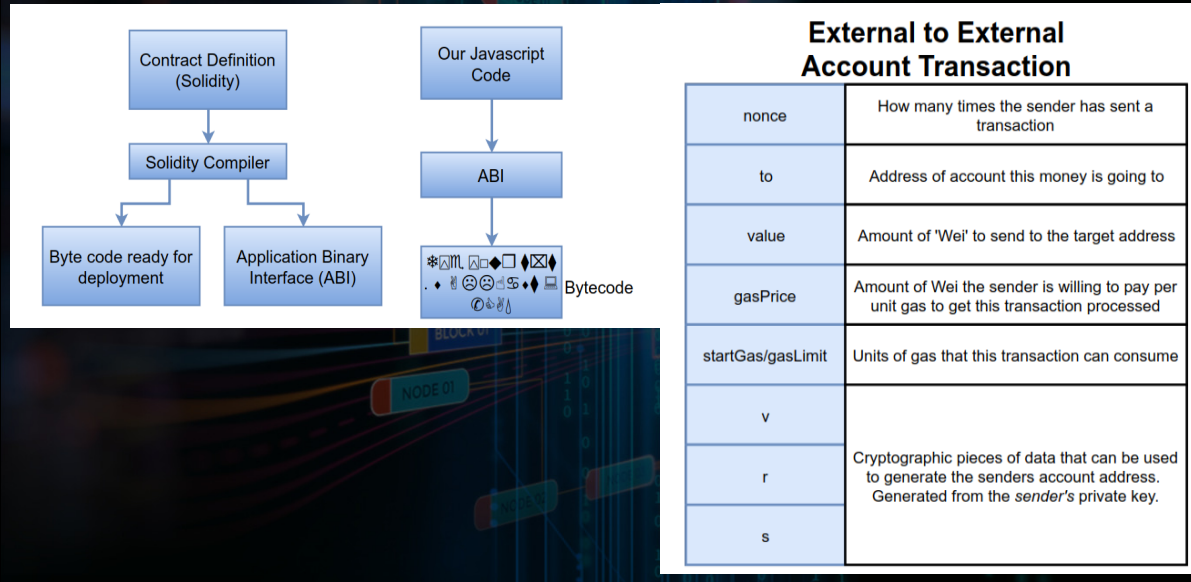 Contract Definition
(Solidity)
Solidity Compiler
Byte code ready for
deployment
Application Binary
Interface (ABI)
Our Javascript
Code
ABI
Bytecode
External to External
Account Transaction
nonce
How many times the sender has sent a
transaction
to
Address of account this money is going to
value
Amount of 'Wei' to send to the target address
gasPrice
Amount of Wei the sender is willing to pay per
unit gas to get this transaction processed
startGas/gasLimit
Units of gas that this transaction can consume
v
r
s
Cryptographic pieces of data that can be used
to generate the senders account address.
Generated from the sender's private key.
BLOCK 01
NODE 01